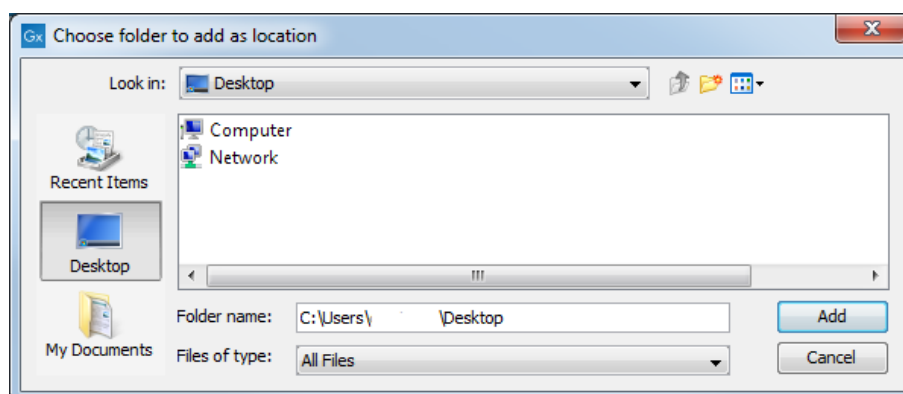 Gx Choose folder to add as location
Look in: Desktop
Computer
Network
Recent Items
Desktop
My Documents
Folder name: C:\Users\ \Desktop
Add
Files of type: All Files
Cancel